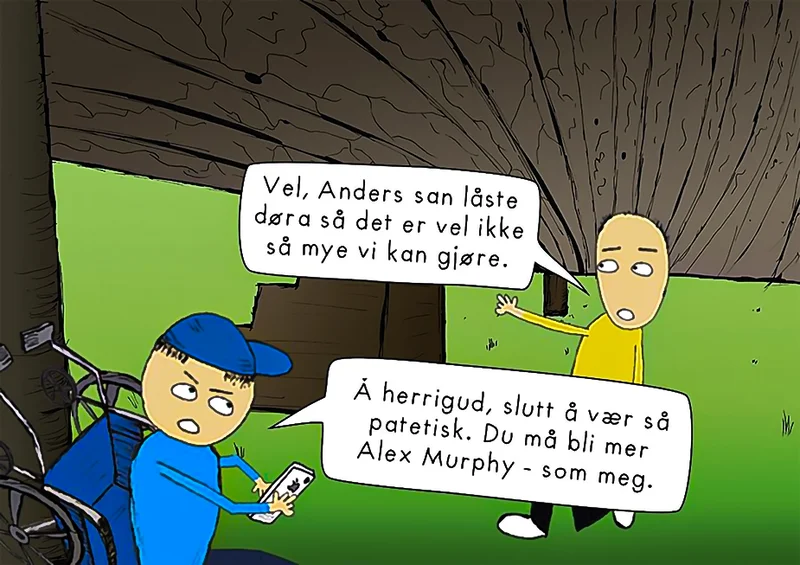 Vel, Anders san låste
døra så det er vel ikke
så mye vi kan gjøre.
Å herrigud, slutt å vær så
patetisk. Du må bli mer
Alex Murphy - som meg.